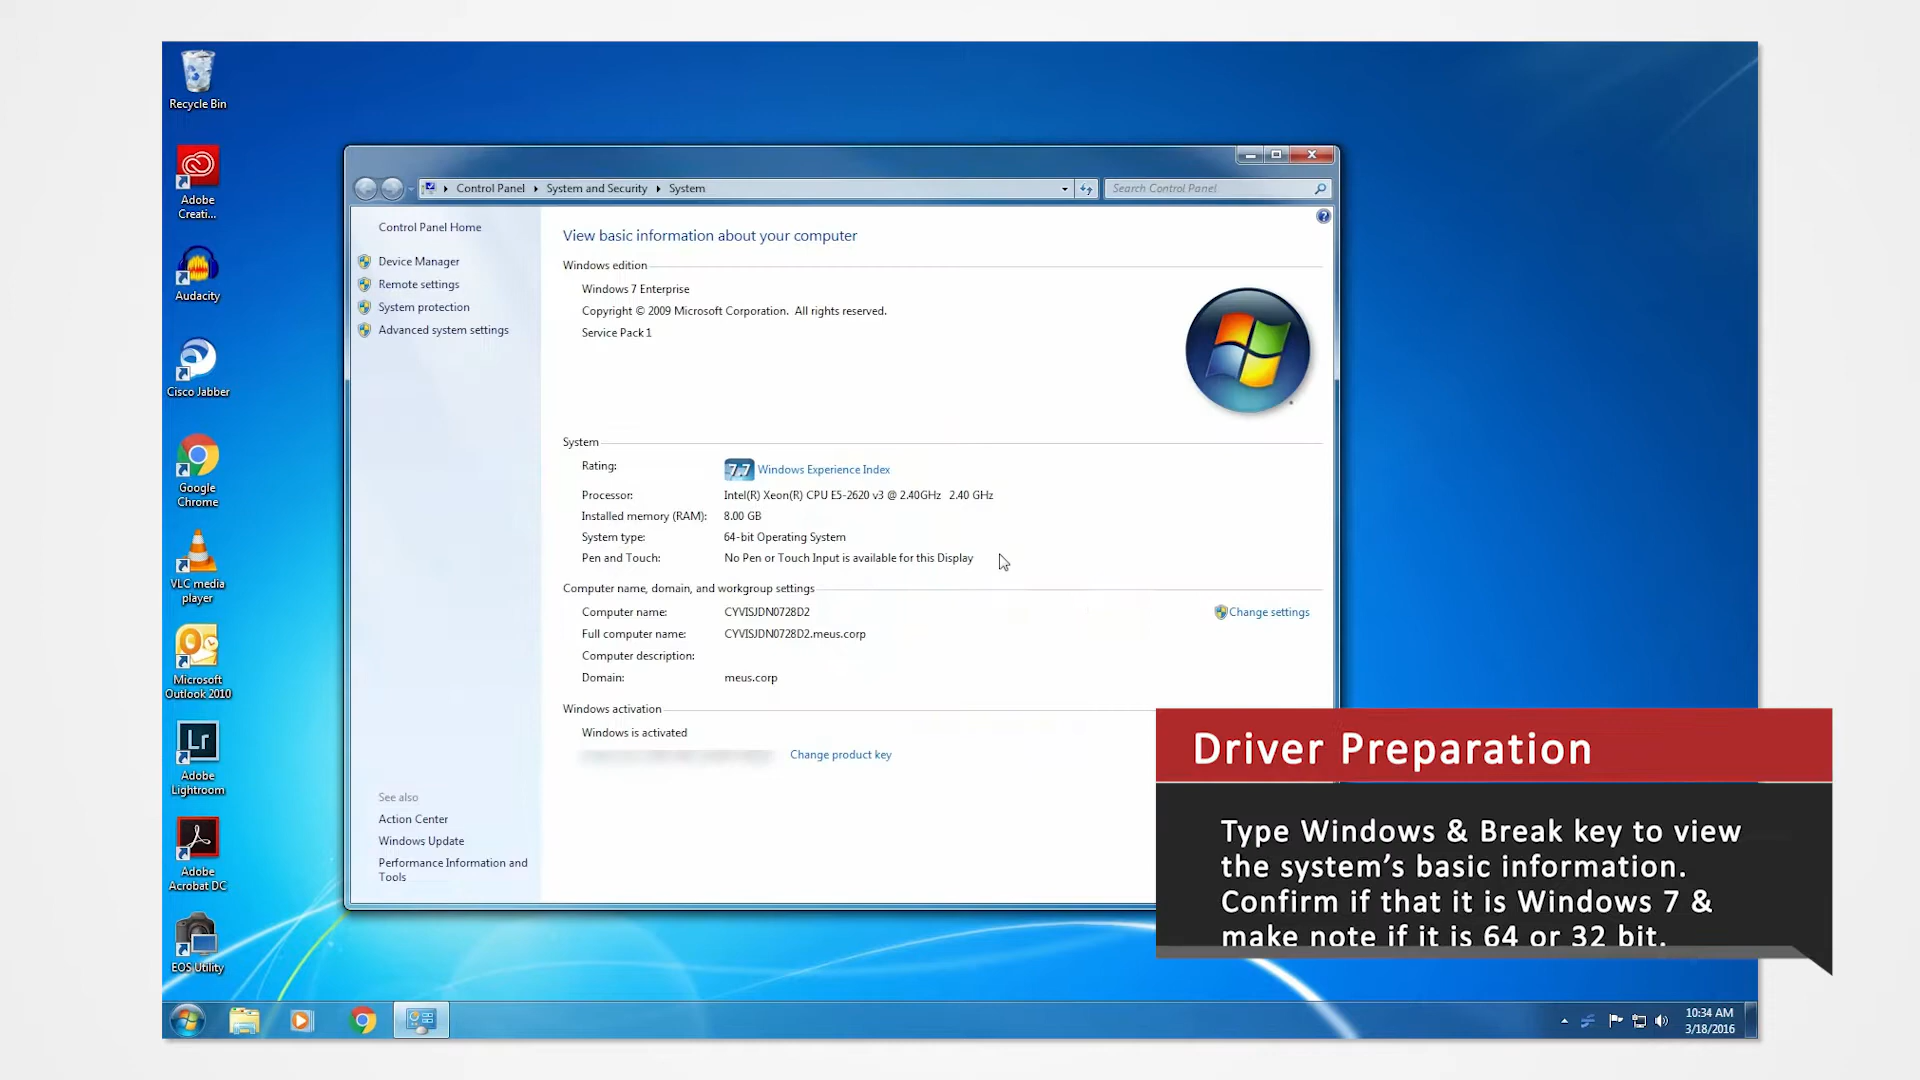 Recycle Bin
Adobe
Creati...
Audacity
Cisco Jabber
Google
Chrome
VLC media
player
Microsoft
Outlook 2010
Lr
Adobe
Lightroom
Adobe
Acrobat DC
EOS Utility
Control Panel
System and Security
System
Search Control Panel
Control Panel Home
Device Manager
Remote settings
System protection
Advanced system settings
See also
Action Center
Windows Update
Performance Information and
Tools
View basic information about your computer
Windows edition
Windows 7 Enterprise
Copyright © 2009 Microsoft Corporation. All rights reserved.
Service Pack 1
System
Rating: 7.7 Windows Experience Index
Processor: Intel(R) Xeon(R) CPU E5-2620 v3 @ 2.40GHz 2.40 GHz
Installed memory (RAM): 8.00 GB
System type: 64-bit Operating System
Pen and Touch: No Pen or Touch Input is available for this Display
Computer name, domain, and workgroup settings
Computer name: CYVISJDN0728D2 Change settings
Full computer name: CYVISJDN0728D2.meus.corp
Computer description:
Domain: meus.corp
Windows activation
Windows is activated
Change product key
Driver Preparation
Type Windows & Break key to view
the system’s basic information.
Confirm if that it is Windows 7 &
make note if it is 64 or 32 bit.
10:34 AM
3/18/2016